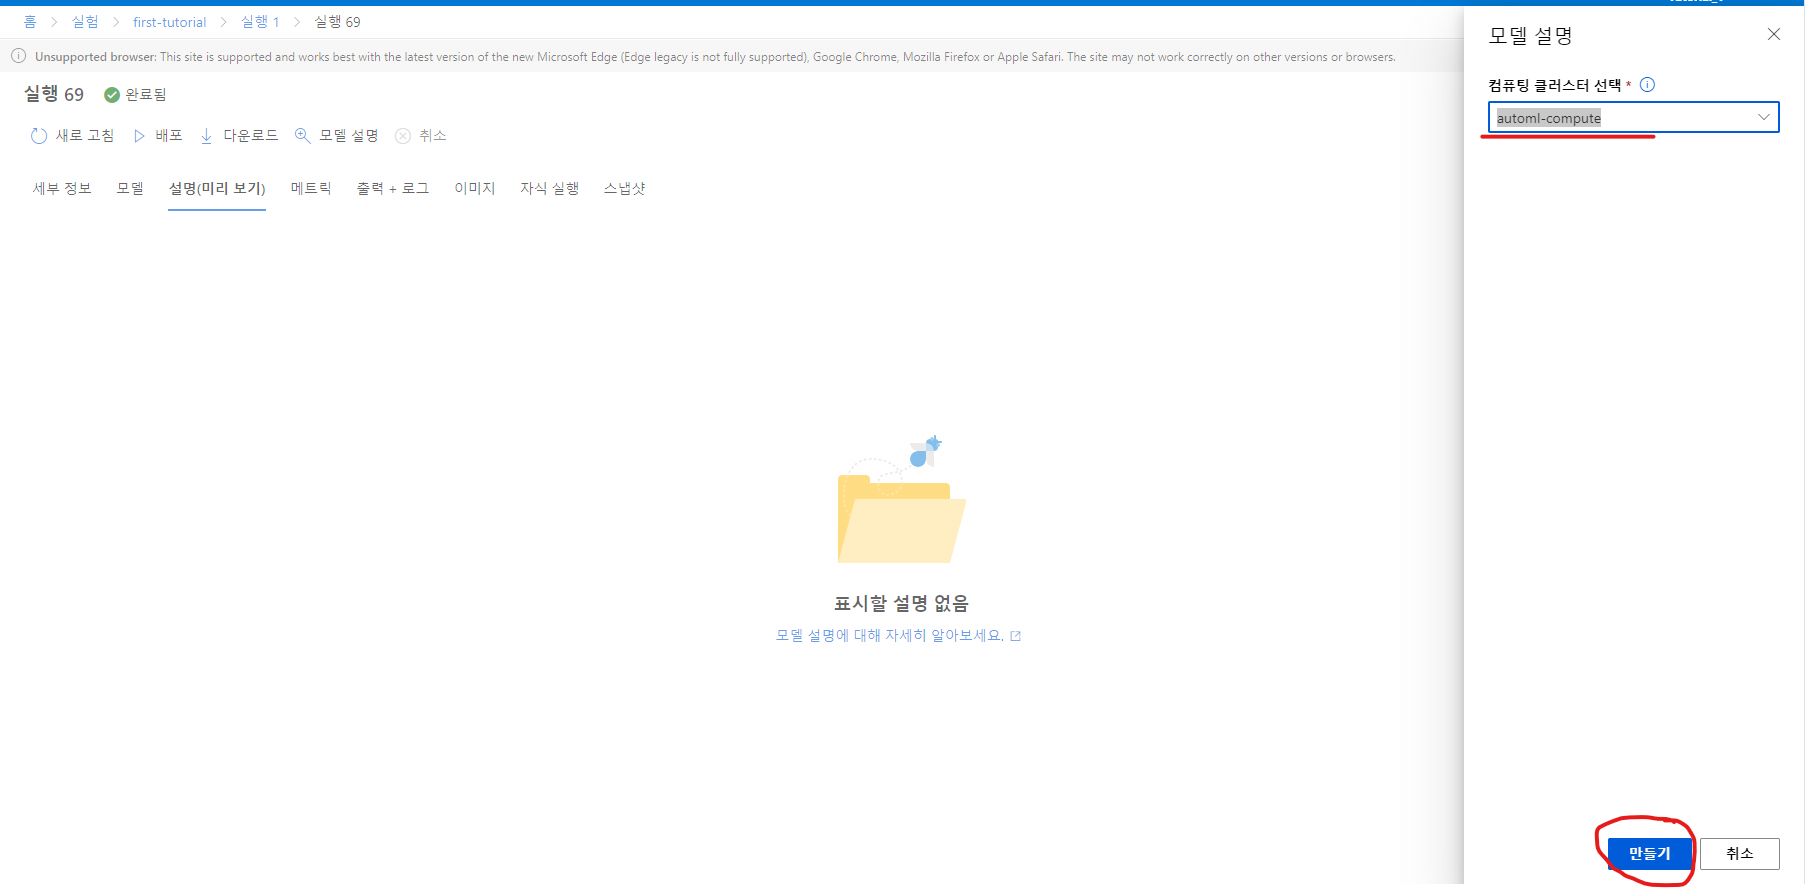 홈 > 실험 > first-tutorial > 실행 1 > 실행 69
Unsupported browser: This site is supported and works best with the latest version of the new Microsoft Edge (Edge legacy is not fully supported), Google Chrome, Mozilla Firefox or Apple Safari. The site may not work correctly on other versions or browsers.
실행 69 완료됨
새로 고침 배포 다운로드 모델 설명 취소
세부 정보 모델 설명(미리 보기) 메트릭 출력 + 로그 이미지 자식 실행 스냅샷
표시할 설명 없음
모델 설명에 대해 자세히 알아보세요.
모델 설명
컴퓨팅 클러스터 선택 *
automl-compute
만들기 취소